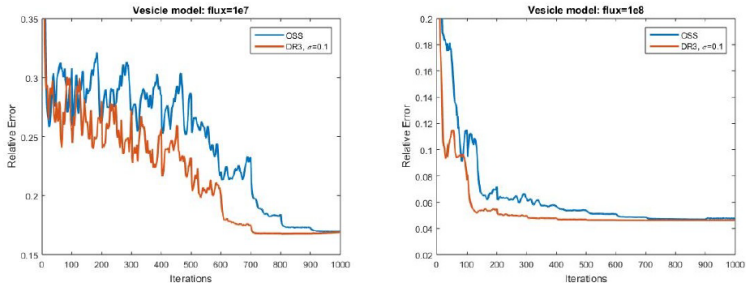 Vesicle model: flux=1e7
0.35
0.3
0.25
0.2
0.15
Relative Error
OSS
DR3, σ=0.1
0 100 200 300 400 500 600 700 800 900 1000
Iterations
Vesicle model: flux=1e8
0.2
0.18
0.16
0.14
0.12
0.1
0.08
0.06
0.04
0.02
Relative Error
OSS
DR3, σ=0.1
0 100 200 300 400 500 600 700 800 900 1000
Iterations